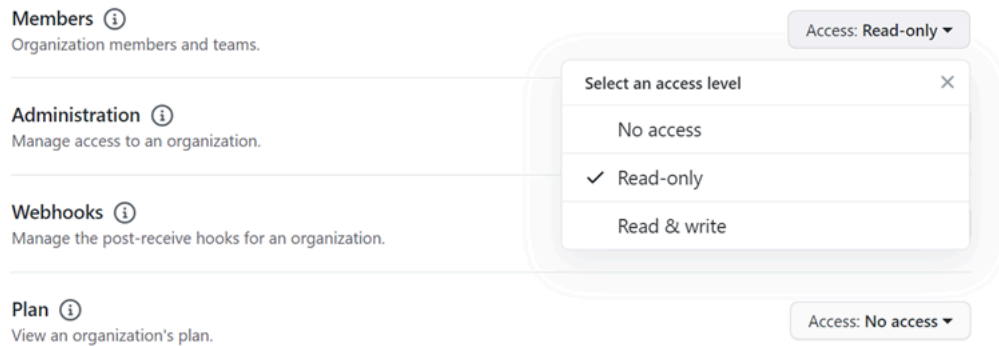 Members
Organization members and teams.
Access: Read-only
Select an access level
No access
Read-only
Read & write
Administration
Manage access to an organization.
Webhooks
Manage the post-receive hooks for an organization.
Plan
View an organization's plan.
Access: No access